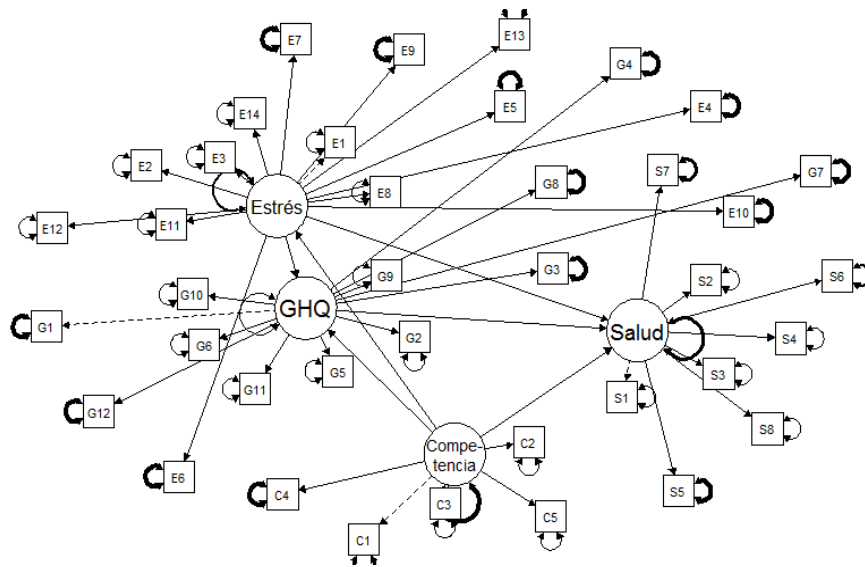 E13
E7
E9
G4
E5
E4
E14
E1
E3
E2
S7
G7
G8
E8
Estrés
E10
E11
E12
G9
G3
S6
S2
G10
GHQ
G1
Salud
G2
S4
G6
G5
S3
G11
S1
G12
S8
C2
Compe-
tencia
E6
C4
S5
C3
C5
C1